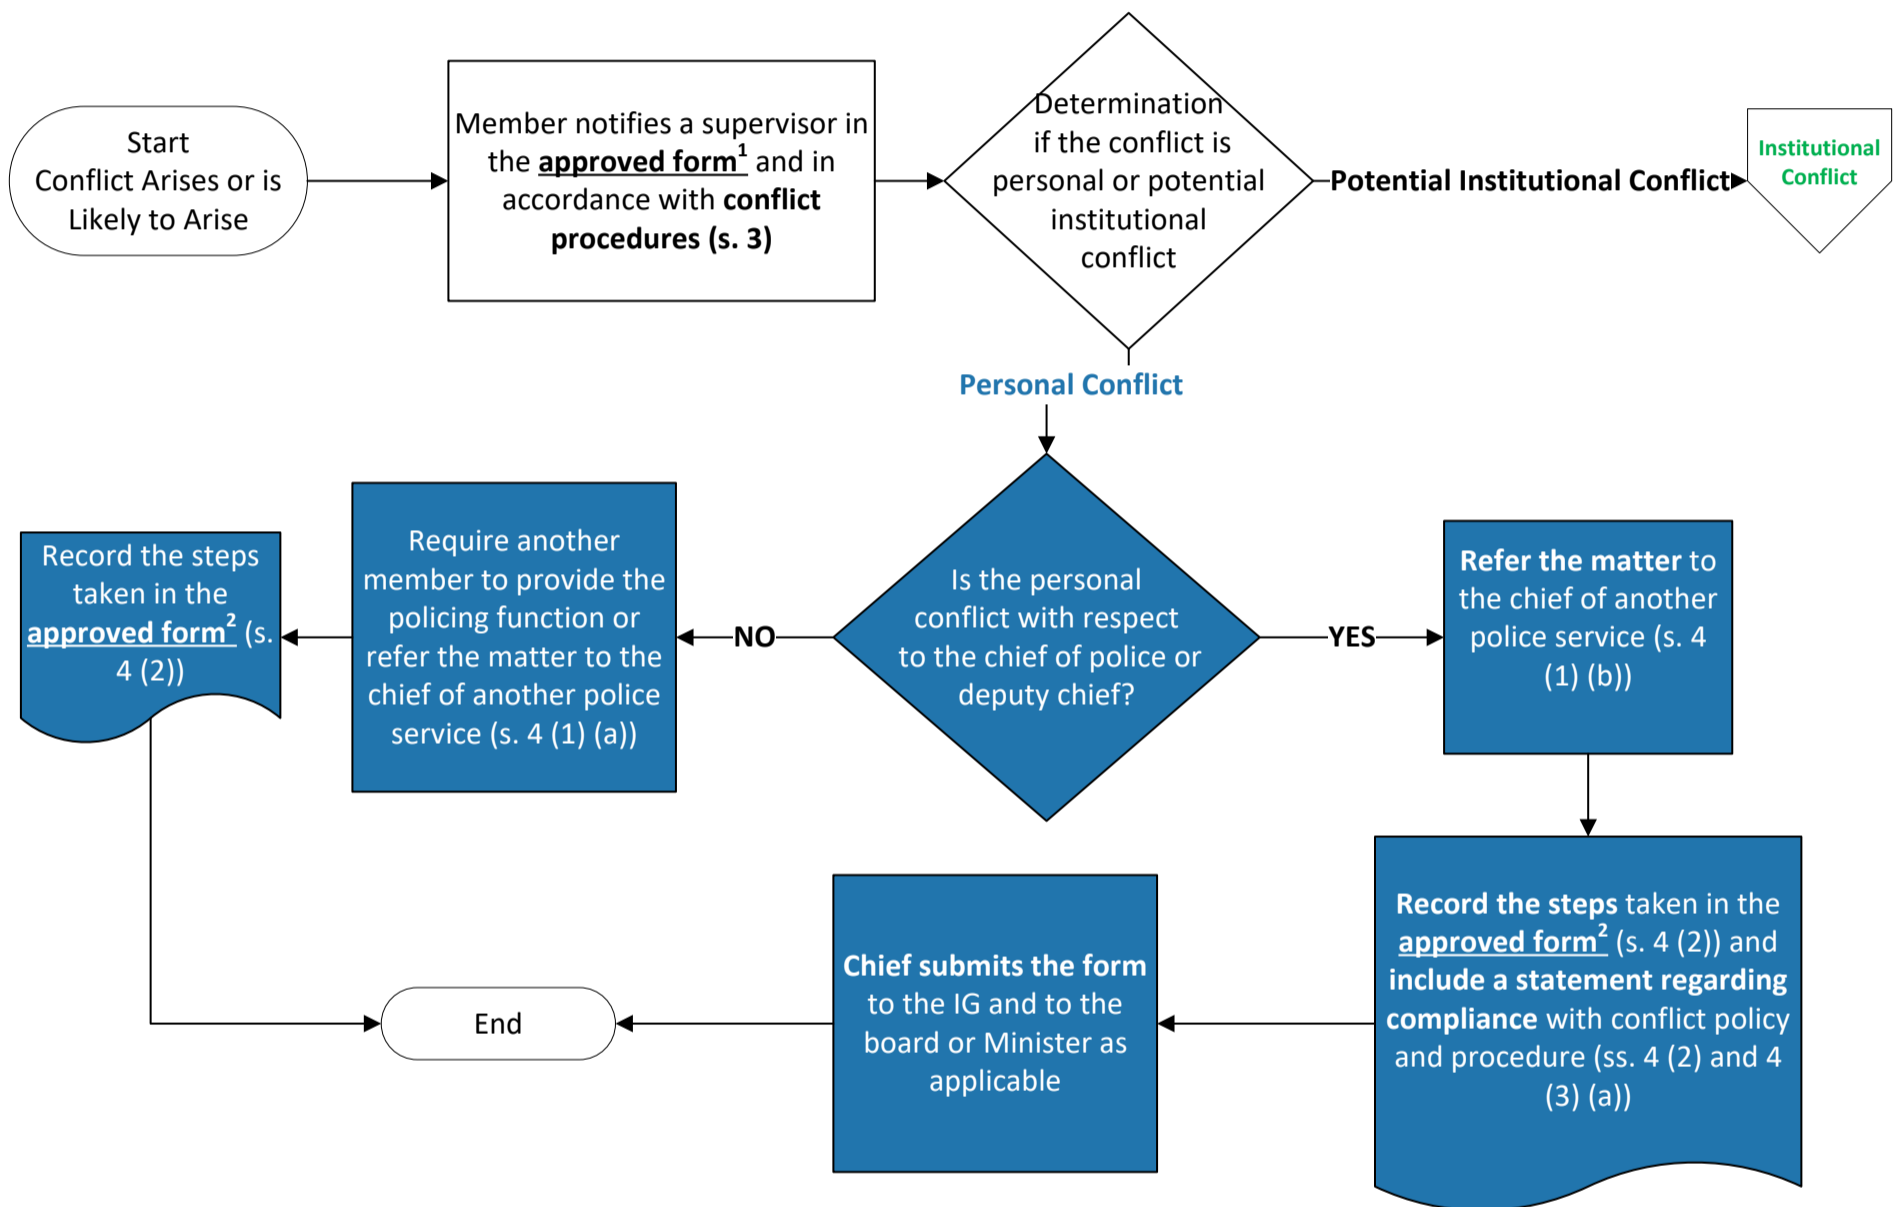 Start
Conflict Arises or is
Likely to Arise
Member notifies a supervisor in
the approved form¹ and in
accordance with conflict
procedures (s. 3)
Determination
if the conflict is
personal or potential
institutional
conflict
Potential Institutional Conflict
Institutional
Conflict
Personal Conflict
Is the personal
conflict with respect
to the chief of police or
deputy chief?
NO
Require another
member to provide the
policing function or
refer the matter to the
chief of another police
service (s. 4 (1) (a))
Record the steps
taken in the
approved form² (s.
4 (2))
YES
Refer the matter to
the chief of another
police service (s. 4
(1) (b))
Record the steps taken in the
approved form² (s. 4 (2)) and
include a statement regarding
compliance with conflict policy
and procedure (ss. 4 (2) and 4
(3) (a))
Chief submits the form
to the IG and to the
board or Minister as
applicable
End